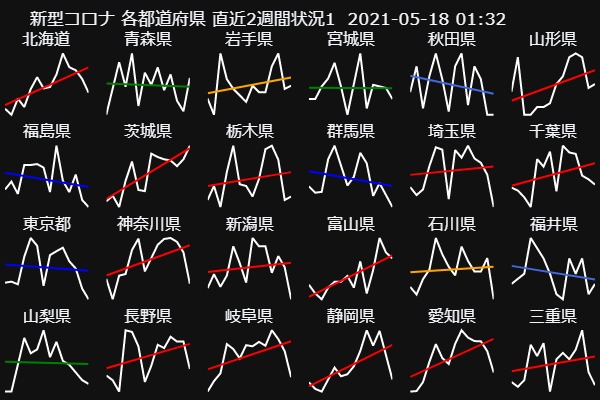 新型コロナ 各都道府県 直近2週間状況1 2021-05-18 01:32
北海道 青森県 岩手県 宮城県 秋田県 山形県
福島県 茨城県 栃木県 群馬県 埼玉県 千葉県
東京都 神奈川県 新潟県 富山県 石川県 福井県
山梨県 長野県 岐阜県 静岡県 愛知県 三重県